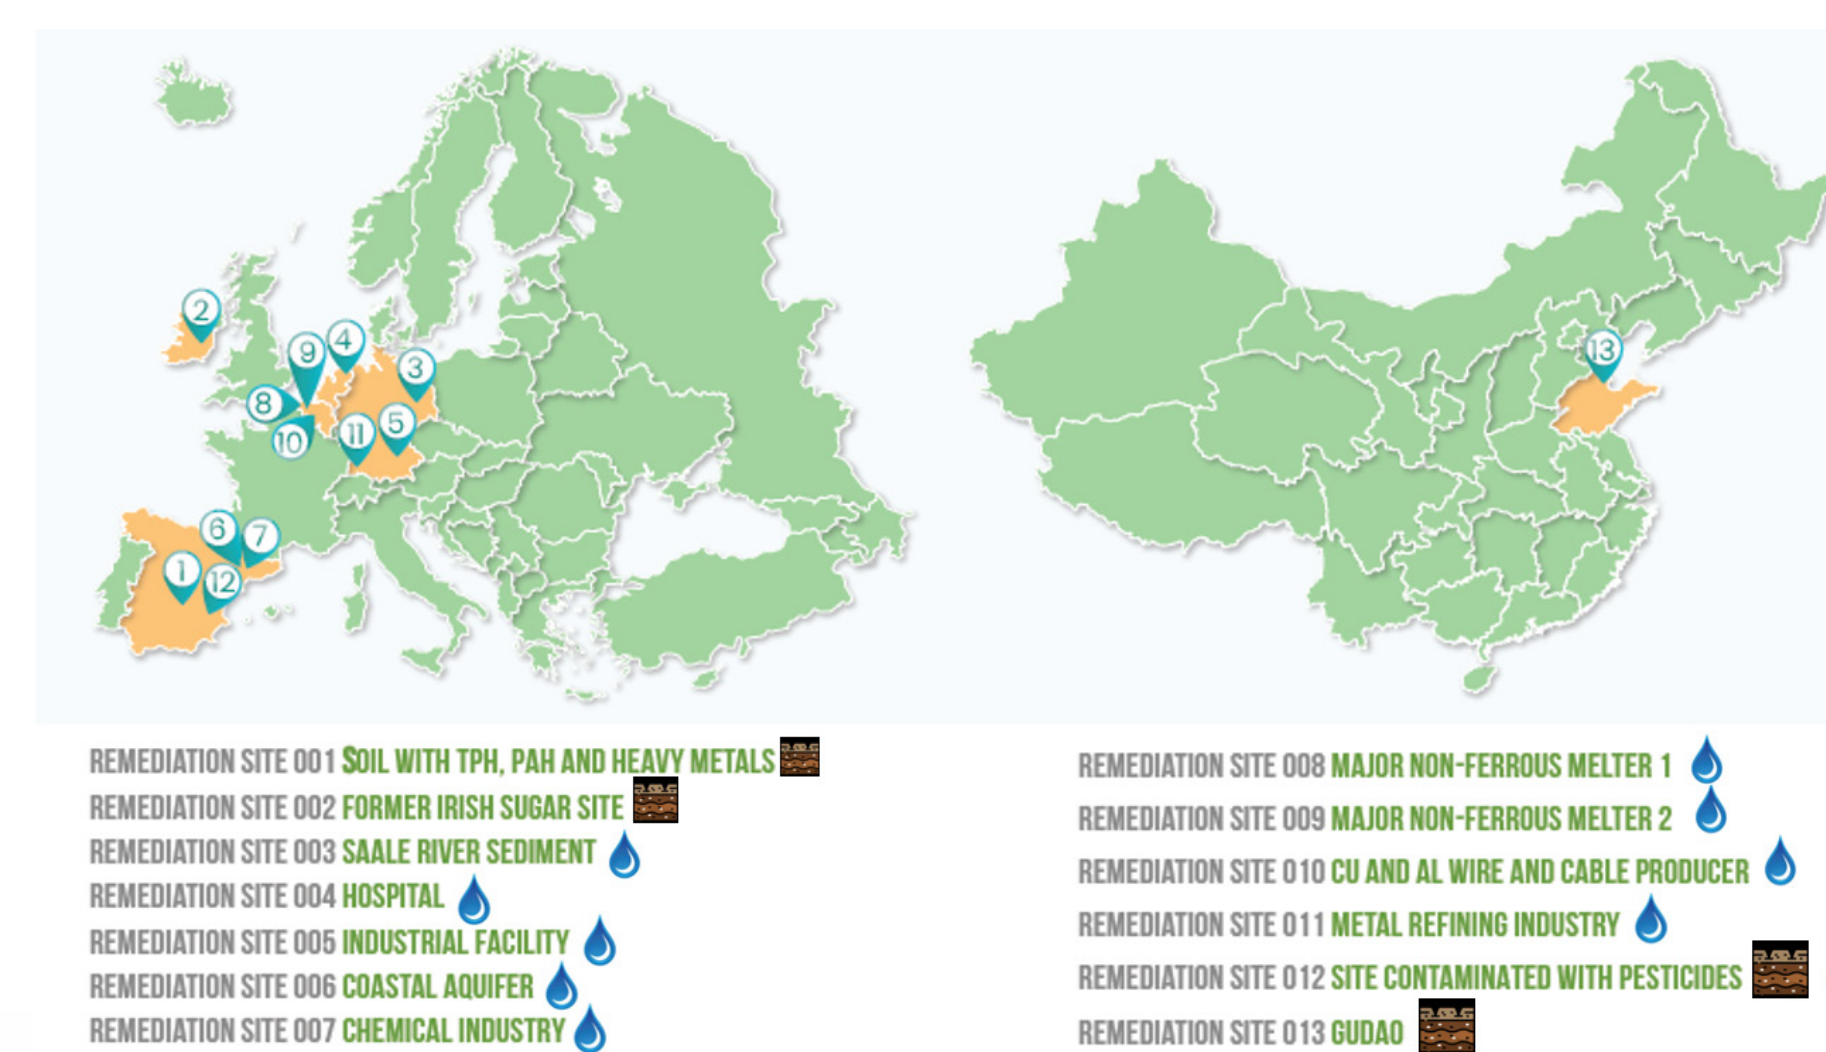 2
9
4
3
8
5
11
10
6
7
1
12
13
REMEDIATION SITE 001 SOIL WITH TPH, PAH AND HEAVY METALS
REMEDIATION SITE 002 FORMER IRISH SUGAR SITE
REMEDIATION SITE 003 SAALE RIVER SEDIMENT
REMEDIATION SITE 004 HOSPITAL
REMEDIATION SITE 005 INDUSTRIAL FACILITY
REMEDIATION SITE 006 COASTAL AQUIFER
REMEDIATION SITE 007 CHEMICAL INDUSTRY
REMEDIATION SITE 008 MAJOR NON-FERROUS MELTER 1
REMEDIATION SITE 009 MAJOR NON-FERROUS MELTER 2
REMEDIATION SITE 010 CU AND AL WIRE AND CABLE PRODUCER
REMEDIATION SITE 011 METAL REFINING INDUSTRY
REMEDIATION SITE 012 SITE CONTAMINATED WITH PESTICIDES
REMEDIATION SITE 013 GUDAO